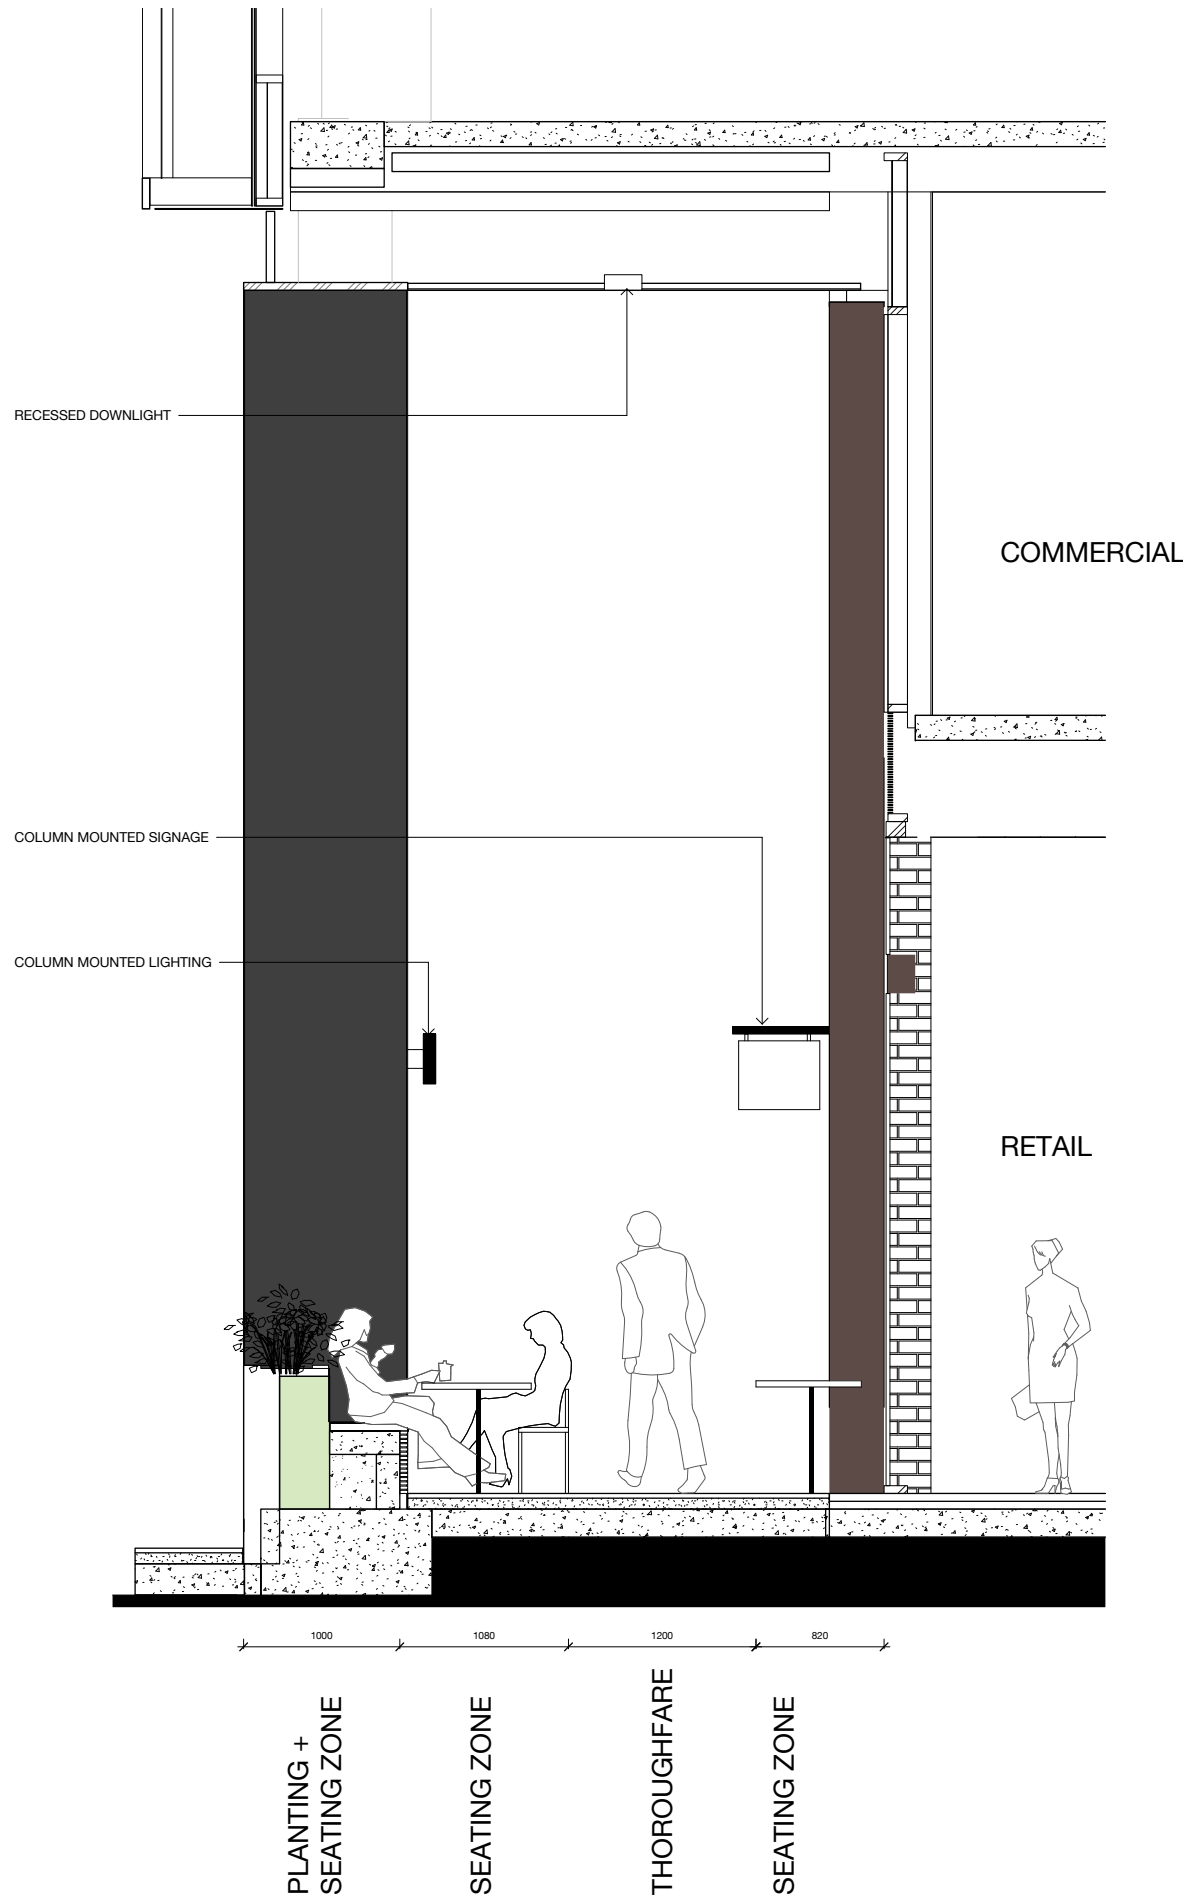 RECESSED DOWNLIGHT
COMMERCIAL
COLUMN MOUNTED SIGNAGE
COLUMN MOUNTED LIGHTING
RETAIL
1000
1080
1200
820
PLANTING +
SEATING ZONE
SEATING ZONE
THOROUGHFARE
SEATING ZONE